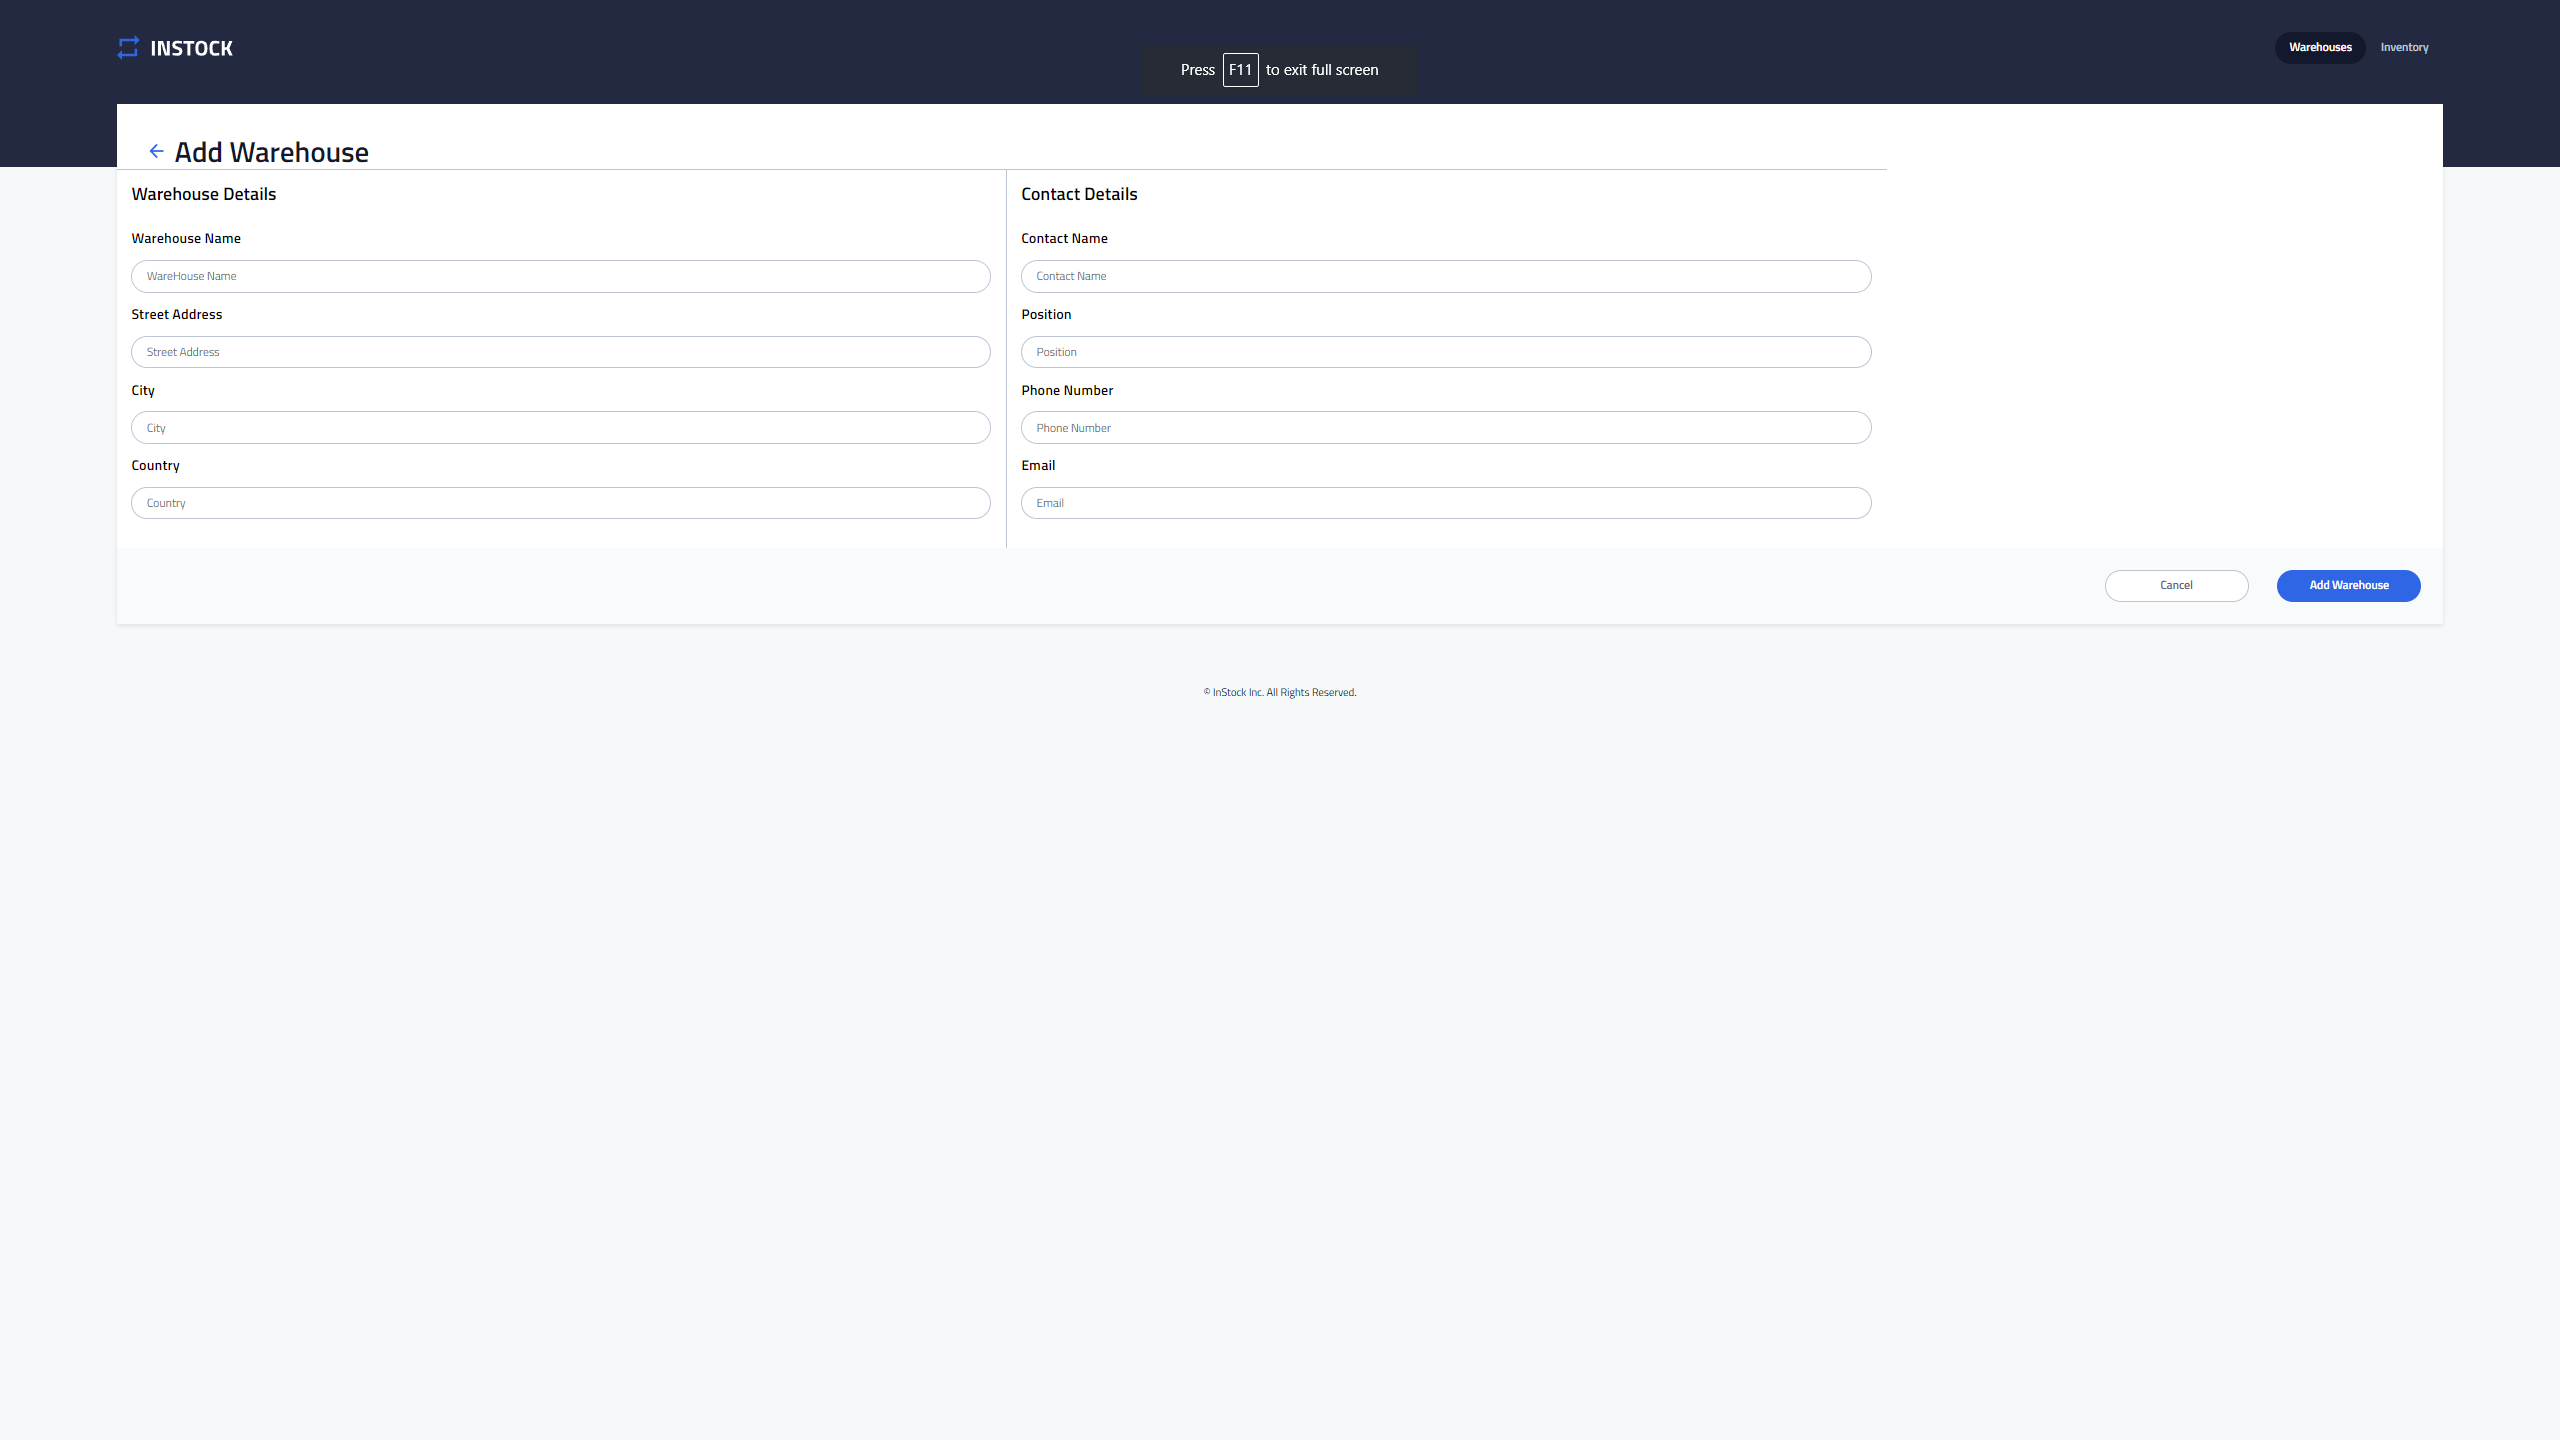 INSTOCK
Warehouses
Inventory
Press F11 to exit full screen
Add Warehouse
Warehouse Details
Warehouse Name
WareHouse Name
Street Address
Street Address
City
City
Country
Country
Contact Details
Contact Name
Contact Name
Position
Position
Phone Number
Phone Number
Email
Email
Cancel
Add Warehouse
© InStock Inc. All Rights Reserved.